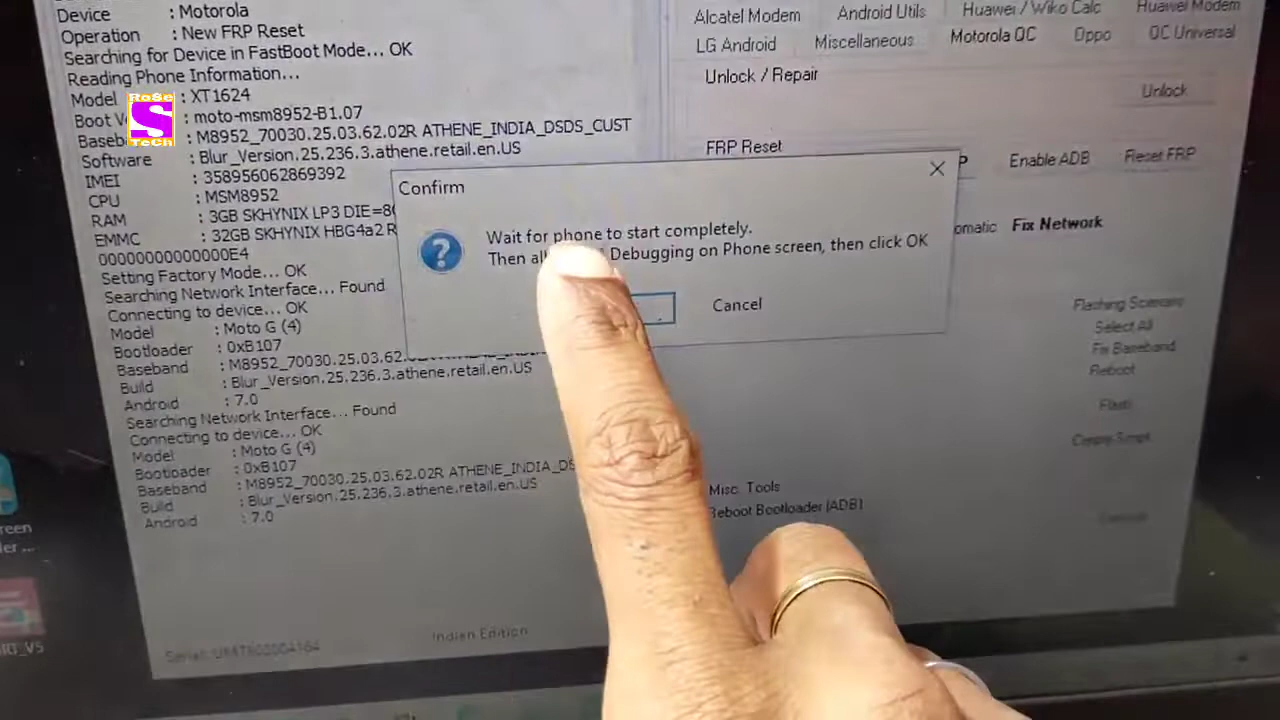 Device : Motorola
Operation : New FRP Reset
Searching for Device in FastBoot Mode... OK
Reading Phone Information...
Model : XT1624
Boot : moto-msm8952-B1.07
: M8952_70030.25.03.62.02R ATHENE_INDIA_DSDS_CUST
Software : Blur_Version.25.236.3.athene.retail.en.US
IMEI : 358956062869392
CPU : MSM8952
RAM : 3GB SKHYNIX LP3 DIE=8
EMMC : 32GB SKHYNIX HBG4a2 R
00000000000000E4
Setting Factory Mode... OK
Searching Network Interface... Found
Connecting to device... OK
Model : Moto G (4)
Bootloader : 0xB107
Baseband : M8952_70030.25.03.62.
Build : Blur_Version.25.236.3.athene.retail.en.US
Android : 7.0
Searching Network Interface... Found
Connecting to device... OK
Model : Moto G (4)
Bootloader : 0xB107
Baseband : M8952_70030.25.03.62.02R ATHENE_INDIA_DS
Build : Blur_Version.25.236.3.athene.retail.en.US
Android : 7.0
Indian Edition
Alcatel Modem Android Utils Huawei / Wiko Calc Huawei Modem
LG Android Miscellaneous Motorola QC Oppo QC Universal
Unlock / Repair
Unlock
FRP Reset
Enable ADB Reset FRP
omatic Fix Network
Flashing Scenario
Select All
Fix Baseband
Reboot
Flash
Misc. Tools
Reboot Bootloader (ADB)
Confirm
Wait for phone to start completely.
Then Debugging on Phone screen, then click OK
Cancel
RoSe
S
TeCh